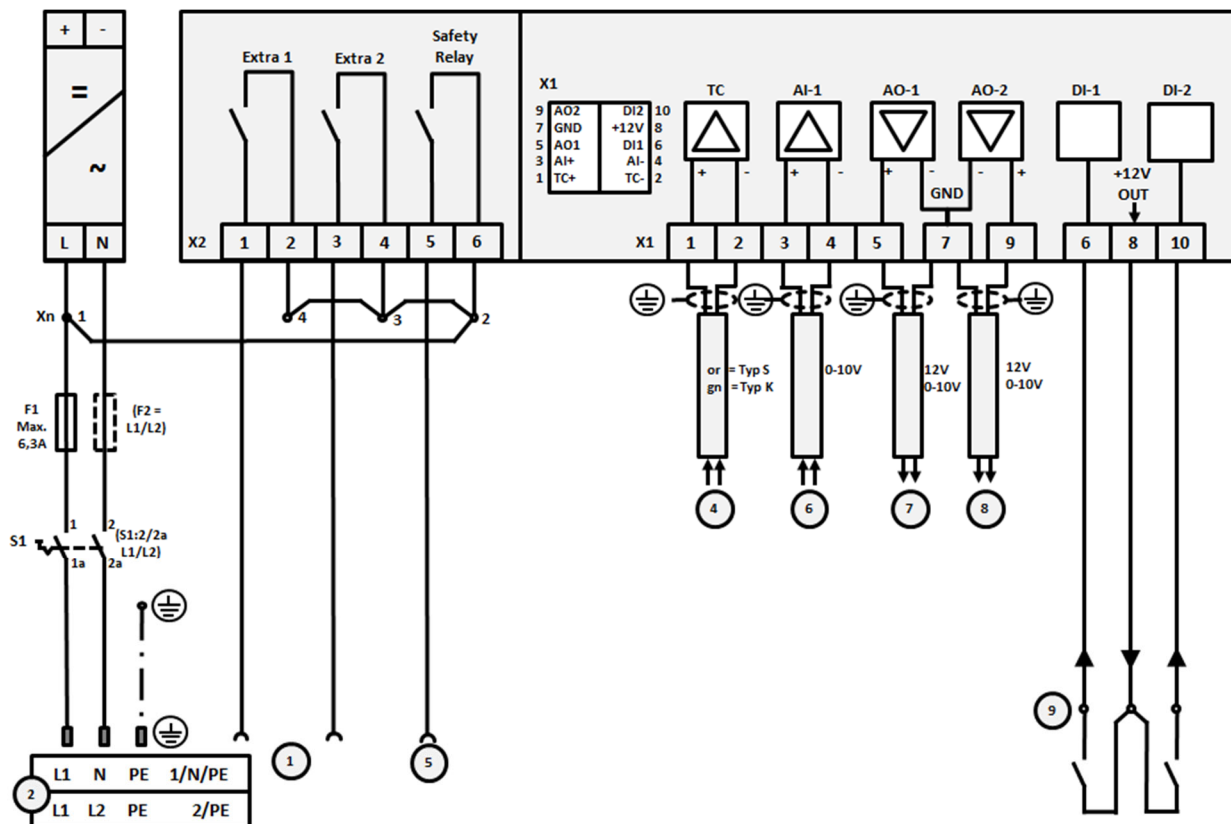 + -
=
~
L N
Extra 1
Extra 2
Safety
Relay
X2 1 2 3 4 5 6
X1
9 AO2 DI2 10
7 GND +12V 8
5 AO1 DI1 6
3 AI+ AI- 4
1 TC+ TC- 2
TC
AI-1
AO-1
AO-2
DI-1
DI-2
+ -
+ -
+ -
- +
GND
+12V
OUT
X1 1 2 3 4 5 7 9 6 8 10
Xn 1
4 3 2
F1
Max.
6,3A
(F2 =
L1/L2)
or = Typ S
gn =Typ K
0-10V
12V
0-10V
12V
0-10V
4
6
7
8
S1
1
1a
2
2a
(S1:2/2a
L1/L2)
9
1
5
2
L1 N PE 1/N/PE
L1 L2 PE 2/PE